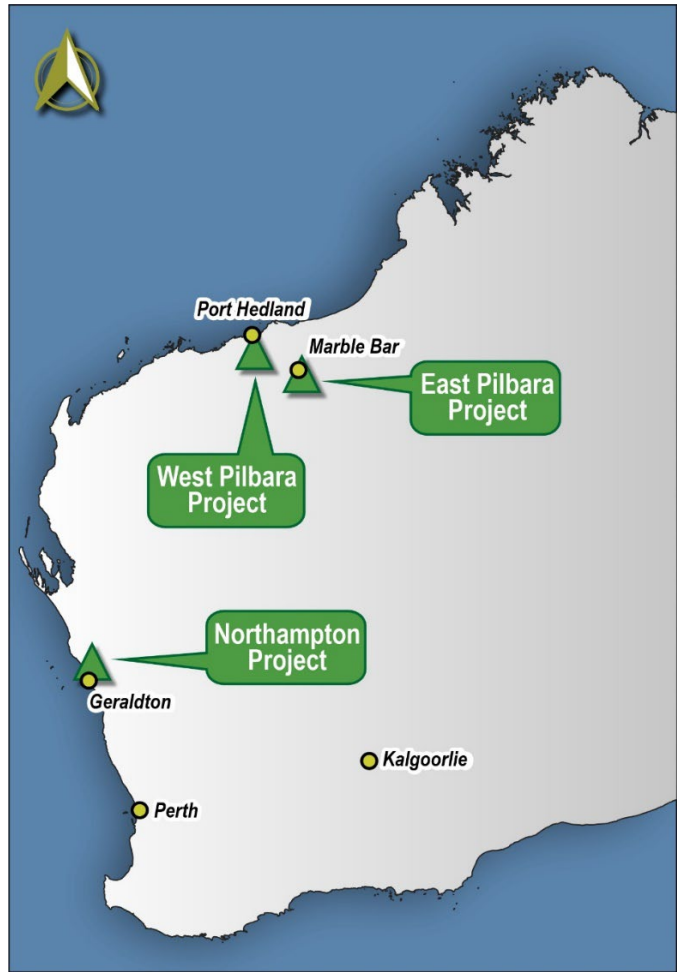 Port Hedland
Marble Bar
East Pilbara
Project
West Pilbara
Project
Northampton
Project
Geraldton
Kalgoorlie
Perth